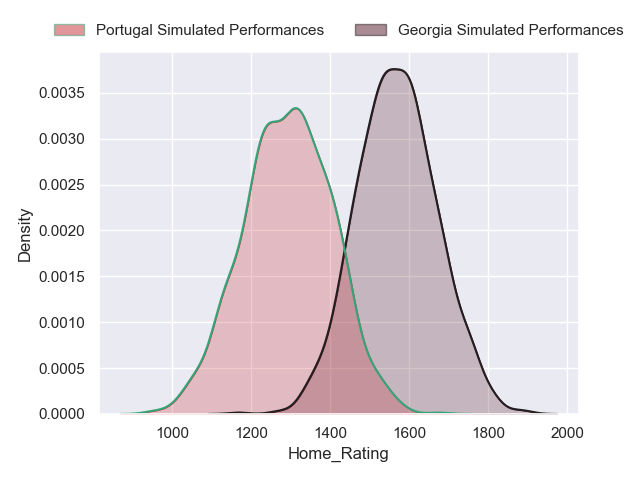 Portugal Simulated Performances Georgia Simulated Performances
0.0035
0.0030
0.0025
0.0020
0.0015
0.0010
0.0005
0.0000
Density
1000 1200 1400 1600 1800 2000
Home_Rating